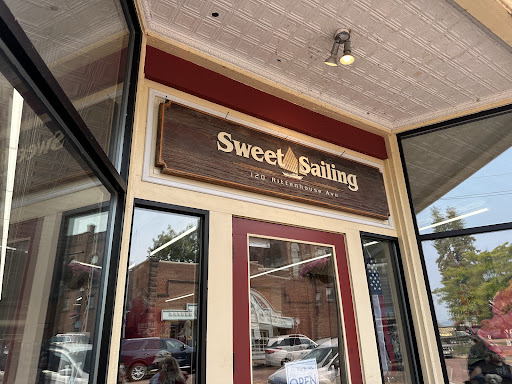 Sweet Sailing
120 Rittenhouse Ave
OPEN